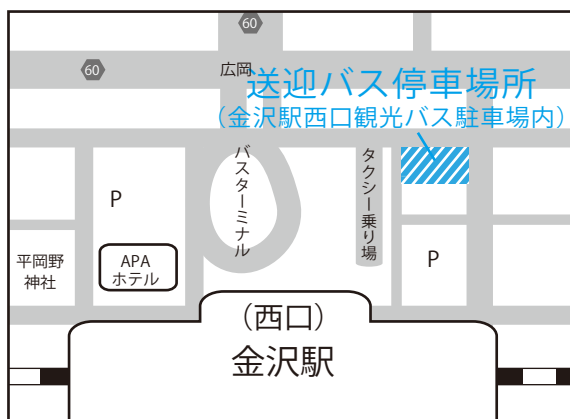 60
60
広岡
送迎バス停車場所
(金沢駅西口観光バス駐車場内)
バスターミナル
タクシー乗り場
P
P
平岡野
神社
APA
ホテル
(西口)
金沢駅